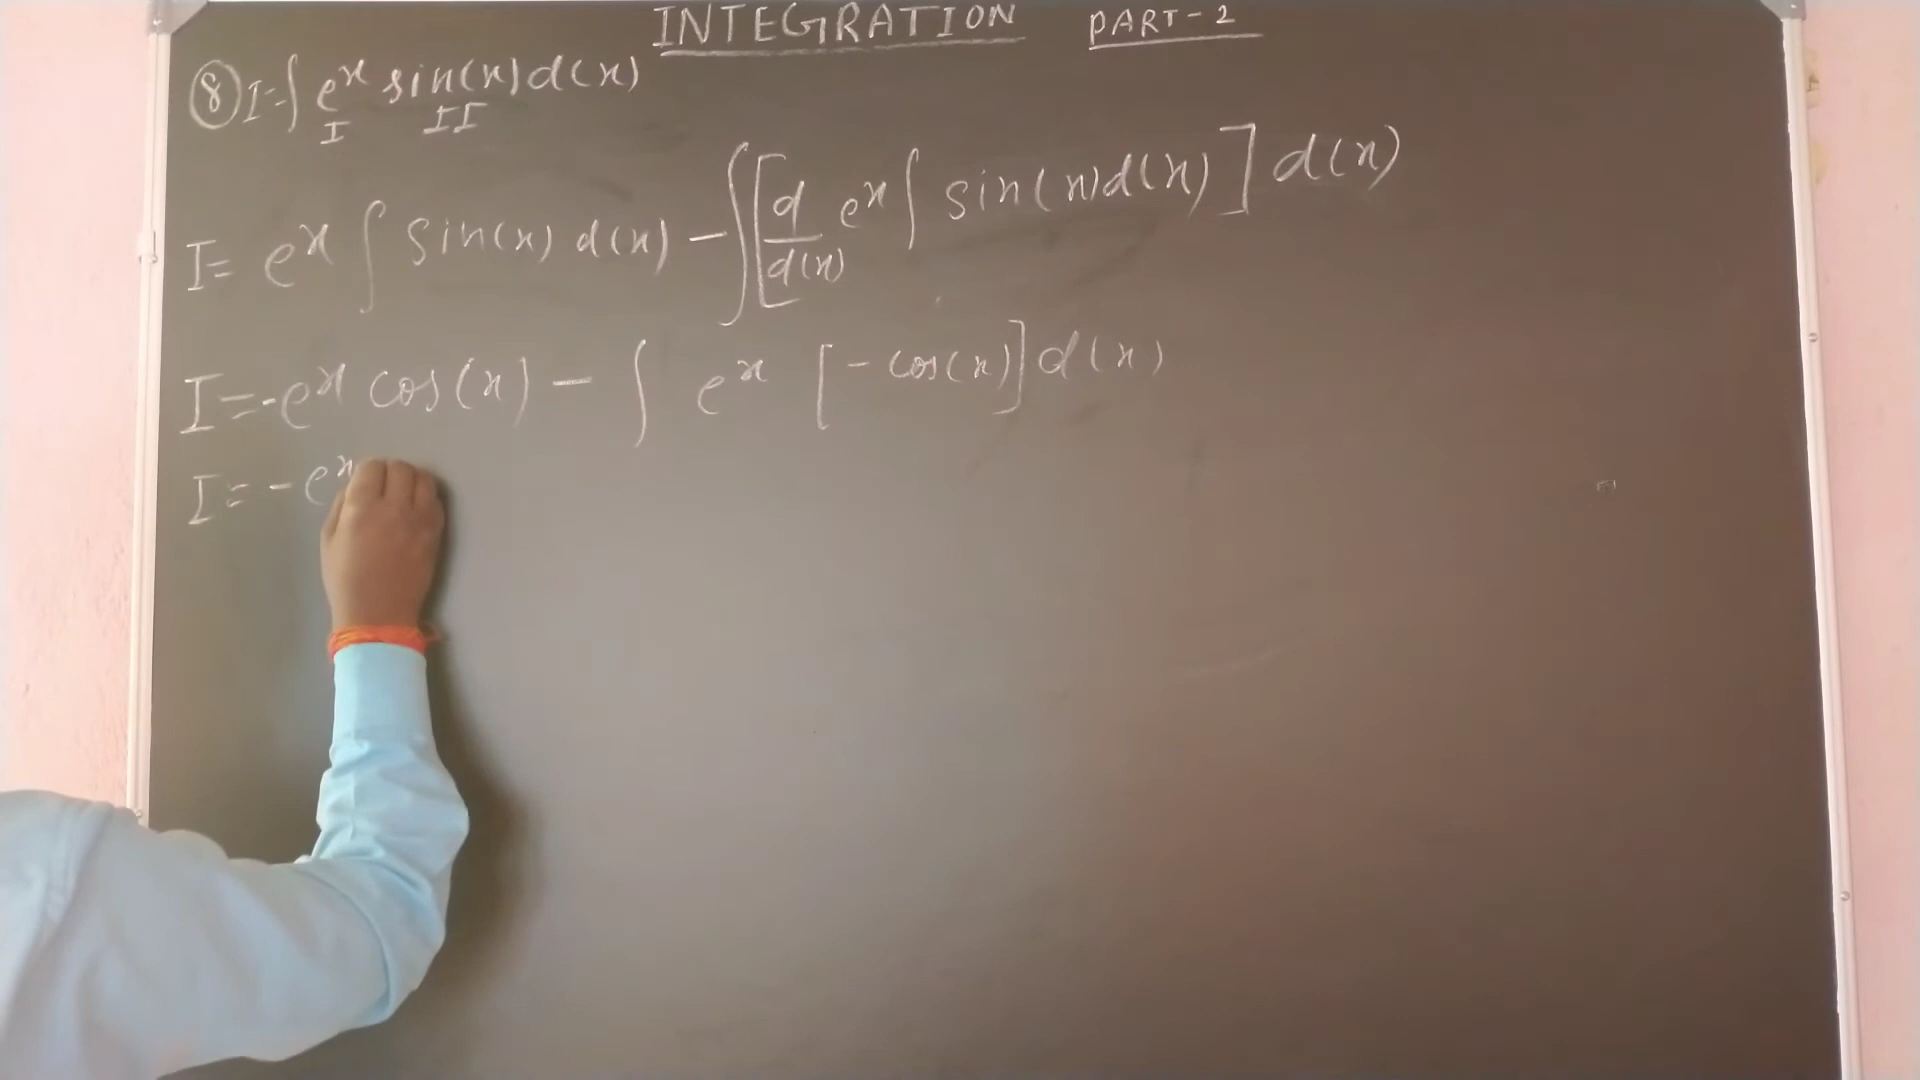 INTEGRATION PART-2
⑧ I=∫ e^x sin(x) d(x)
I II
I= e^x ∫ sin(x) d(x) - ∫[d/d(x) e^x ∫ sin(x)d(x)] d(x)
I=-e^x cos(x) - ∫ e^x [-cos(x)] d(x)
I= -e^x